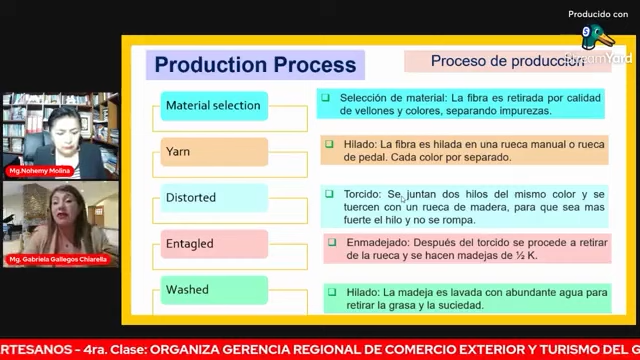 Producido con
StreamYard
Production Process
Proceso de producción
Material selection
Selección de material: La fibra es retirada por calidad
de vellones y colores, separando impurezas.
Yarn
Hilado: La fibra es hilada en una rueca manual o rueca
de pedal. Cada color por separado.
Distorted
Torcido: Se juntan dos hilos del mismo color y se
tuercen con un rueca de madera, para que sea mas
fuerte el hilo y no se rompa.
Entagled
Enmadejado: Después del torcido se procede a retirar
de la rueca y se hacen madejas de ½ K.
Washed
Hilado: La madeja es lavada con abundante agua para
retirar la grasa y la suciedad.
Mg.Nohemy Molina
Mg. Gabriela Gallegos Chiarella
RTESANOS - 4ra. Clase: ORGANIZA GERENCIA REGIONAL DE COMERCIO EXTERIOR Y TURISMO DEL G